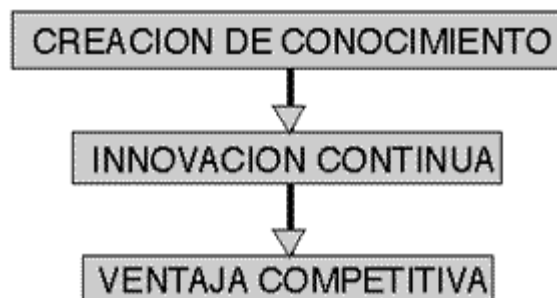 CREACION DE CONOCIMIENTO
INNOVACION CONTINUA
VENTAJA COMPETITIVA